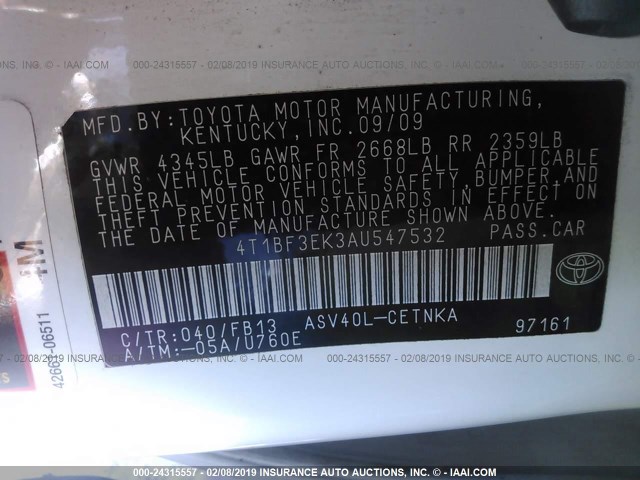 000-24315557 - 02/08/2019 INSURANCE AUTO AUCTIONS, INC. - © IAAI.COM
MFD.BY:TOYOTA MOTOR MANUFACTURING,
KENTUCKY, INC. 09/09
GVWR 4345LB GAWR FR 2668LB RR 2359LB
THIS VEHICLE CONFORMS TO ALL APPLICABLE
FEDERAL MOTOR VEHICLE SAFETY, BUMPER, AND
THEFT PREVENTION STANDARDS IN EFFECT ON
THE DATE OF MANUFACTURE SHOWN ABOVE.
4T1BF3EK3AU547532 PASS.CAR
C/TR:040/FB13 ASV40L-CETNKA
A/TM:-05A/U760E 97161
1M
000-24315557 - 02/08/2019 INSURANCE AUTO AUCTIONS, INC. - © IAAI.COM
000-24315557 - 02/08/2019 INSURANCE AUTO AUCTIONS, INC. - © IAAI.COM